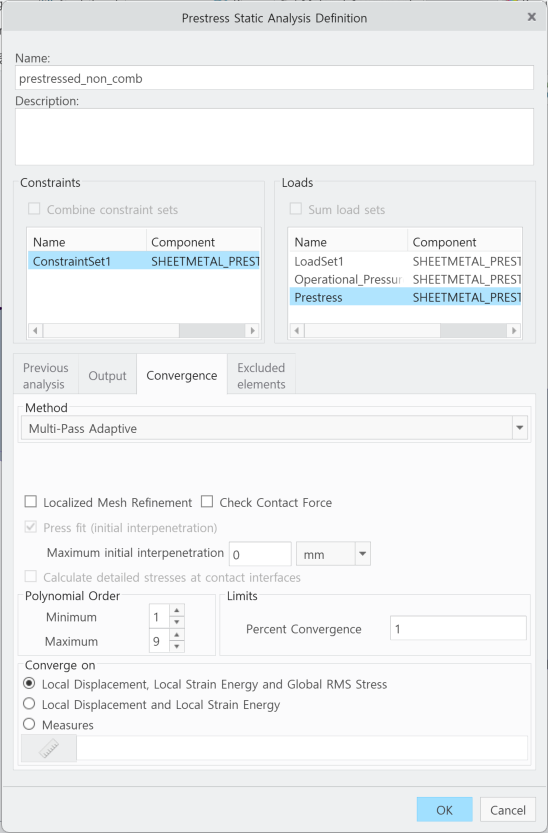 Prestress Static Analysis Definition
Name:
prestressed_non_comb
Description:
Constraints
Combine constraint sets
Name Component
ConstraintSet1 SHEETMETAL_PREST
Loads
Sum load sets
Name Component
LoadSet1 SHEETMETAL_PREST
Operational_Pressur SHEETMETAL_PREST
Prestress SHEETMETAL_PREST
Previous analysis
Output
Convergence
Excluded elements
Method
Multi-Pass Adaptive
Localized Mesh Refinement Check Contact Force
Press fit (initial interpenetration)
Maximum initial interpenetration 0 mm
Calculate detailed stresses at contact interfaces
Polynomial Order
Minimum 1
Maximum 9
Limits
Percent Convergence 1
Converge on
Local Displacement, Local Strain Energy and Global RMS Stress
Local Displacement and Local Strain Energy
Measures
OK Cancel